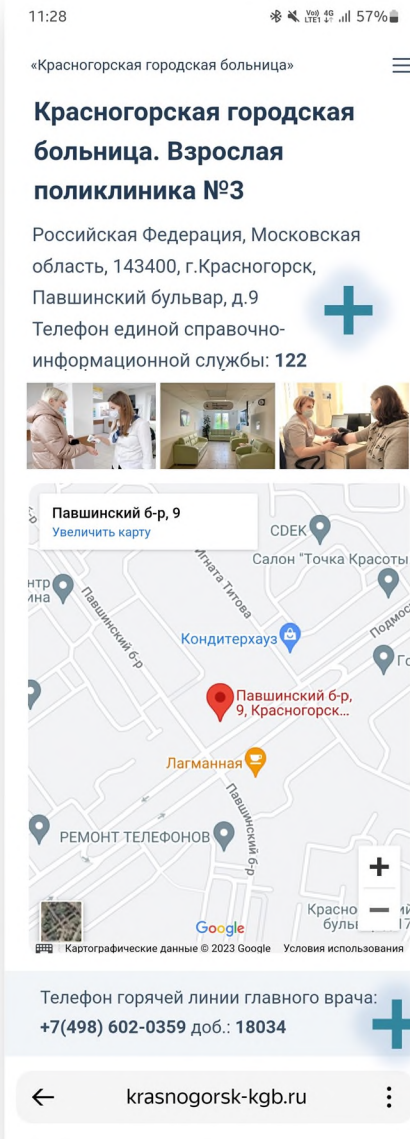 11:28
Vo)) 4G
LTE1 57%
«Красногорская городская больница»
Красногорская городская
больница. Взрослая
поликлиника №3
Российская Федерация, Московская
область, 143400, г.Красногорск,
Павшинский бульвар, д.9
Телефон единой справочно-
информационной службы: 122
Павшинский б-р, 9
Увеличить карту
CDEK
Игната Титова
Салон "Точка Красоты
Павшинский б-р
Кондитерхауз
Павшинский б-р,
9, Красногорск...
Лагманная
Павшинский б-р
РЕМОНТ ТЕЛЕФОНОВ
+
−
Google
Картографические данные © 2023 Google Условия использования
Телефон горячей линии главного врача:
+7(498) 602-0359 доб.: 18034
krasnogorsk-kgb.ru